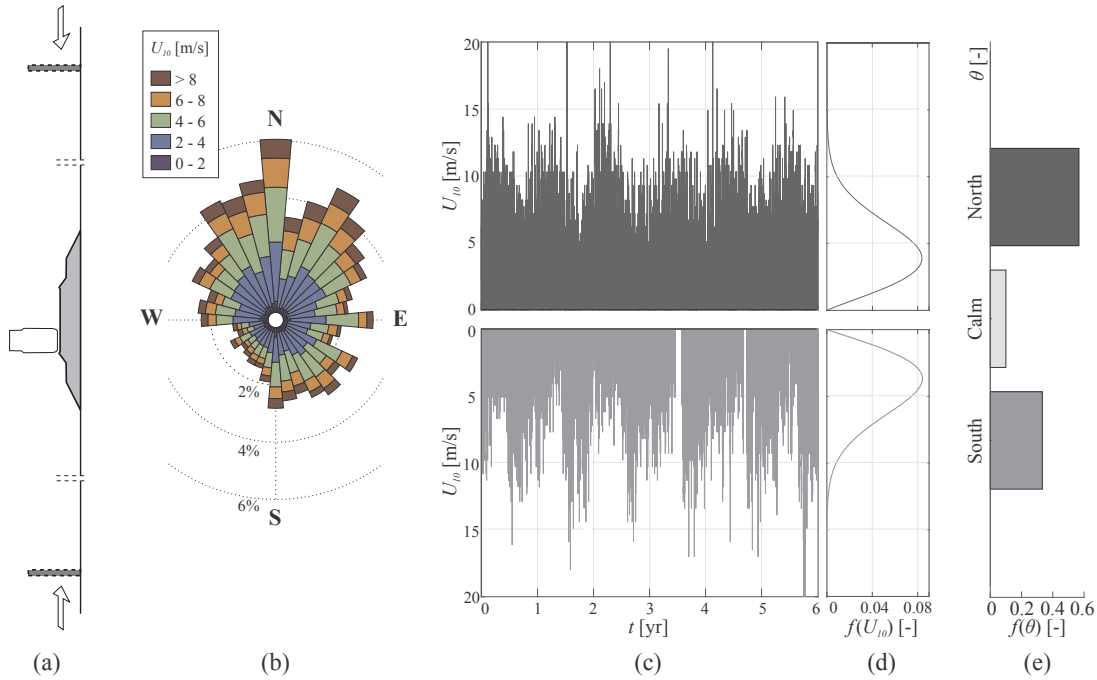 U10 [m/s]
> 8
6 - 8
4 - 6
2 - 4
0 - 2
N
W
E
S
2%
4%
6%
20
15
10
5
0
U10 [m/s]
0
5
10
15
20
U10 [m/s]
0 1 2 3 4 5 6
t [yr]
0 0.04 0.08
f(U10) [-]
θ [-]
North
Calm
South
0 0.2 0.4 0.6
f(θ) [-]
(a) (b) (c) (d) (e)